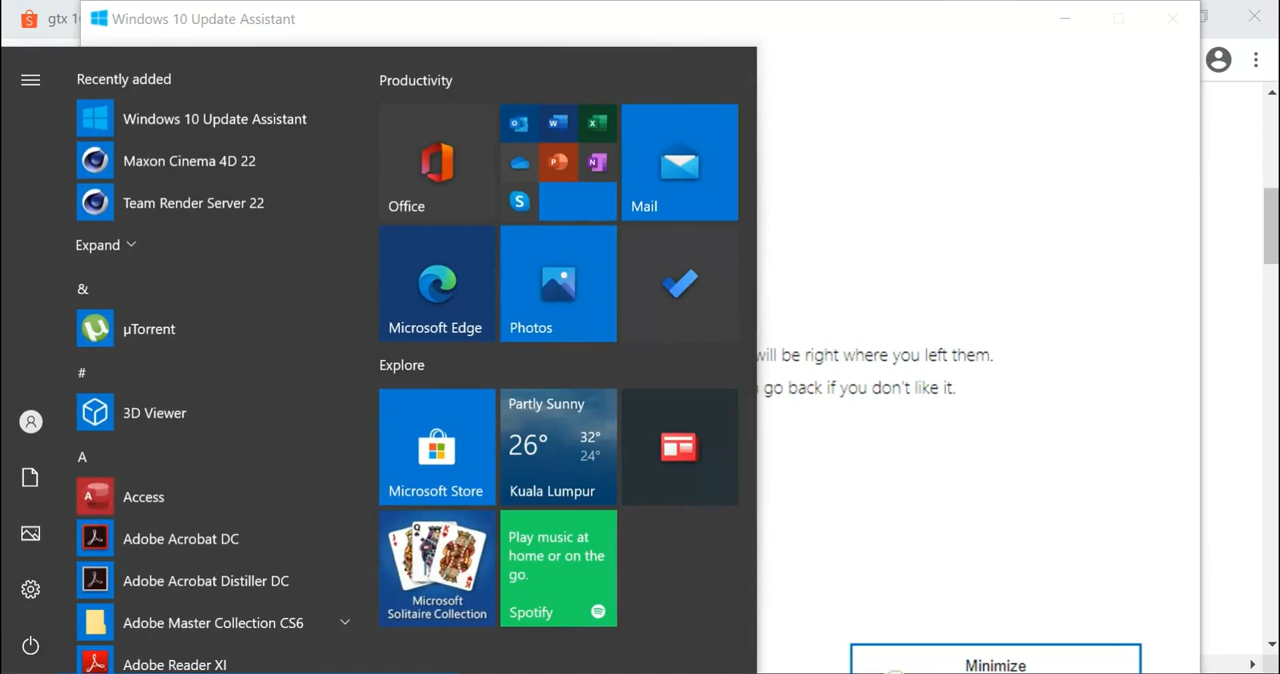 gtx 1
Windows 10 Update Assistant
Recently added
Windows 10 Update Assistant
Maxon Cinema 4D 22
Team Render Server 22
Expand
&
µTorrent
#
3D Viewer
A
Access
Adobe Acrobat DC
Adobe Acrobat Distiller DC
Adobe Master Collection CS6
Adobe Reader XI
Productivity
Office
Mail
Microsoft Edge
Photos
Explore
Microsoft Store
Partly Sunny
26° 32°
24°
Kuala Lumpur
Microsoft
Solitaire Collection
Play music at
home or on the
go.
Spotify
will be right where you left them.
go back if you don't like it.
Minimize